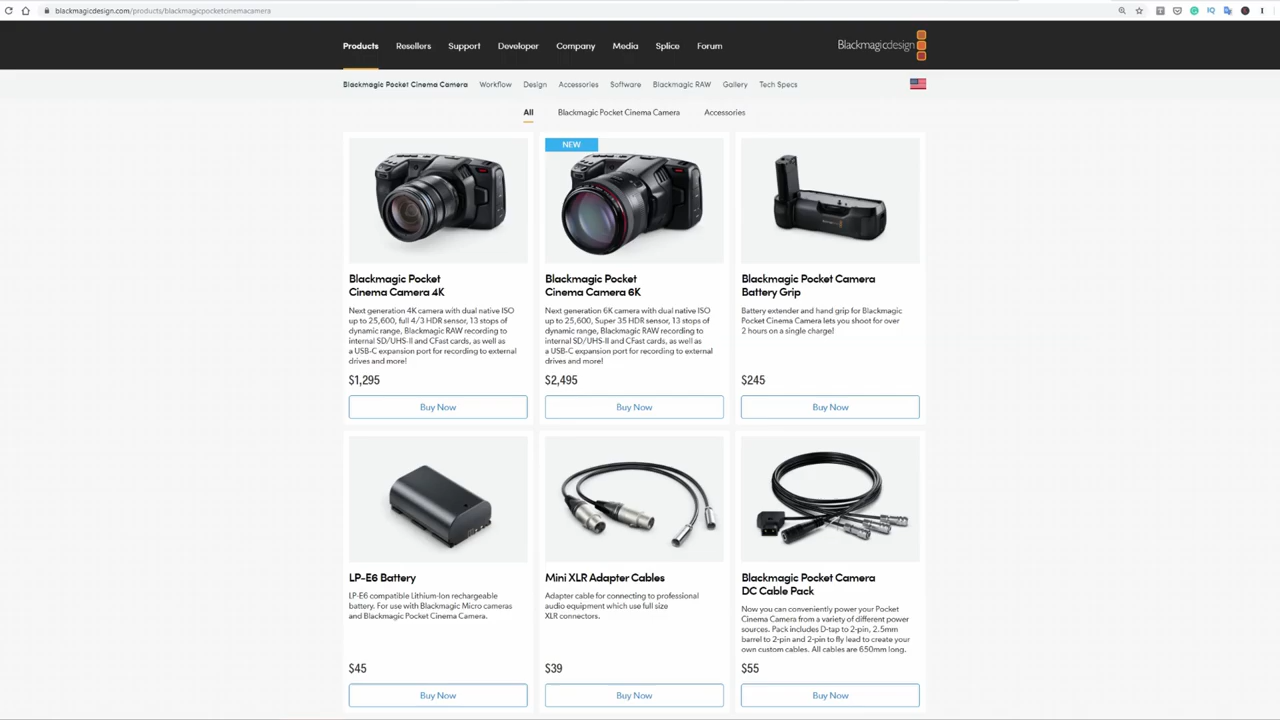 blackmagicdesign.com/products/blackmagicpocketcinemacamera
Products Resellers Support Developer Company Media Splice Forum
Blackmagicdesign
Blackmagic Pocket Cinema Camera Workflow Design Accessories Software Blackmagic RAW Gallery Tech Specs
All Blackmagic Pocket Cinema Camera Accessories
Blackmagic Pocket
Cinema Camera 4K
Next generation 4K camera with dual native ISO
up to 25,600, full 4/3 HDR sensor, 13 stops of
dynamic range, Blackmagic RAW recording to
internal SD/UHS-II and CFast cards, as well as
a USB-C expansion port for recording to external
drives and more!
$1,295
Buy Now
NEW
Blackmagic Pocket
Cinema Camera 6K
Next generation 6K camera with dual native ISO
up to 25,600, Super 35 HDR sensor, 13 stops of
dynamic range, Blackmagic RAW recording to
internal SD/UHS-II and CFast cards, as well as
a USB-C expansion port for recording to external
drives and more!
$2,495
Buy Now
Blackmagic Pocket Camera
Battery Grip
Battery extender and hand grip for Blackmagic
Pocket Cinema Camera lets you shoot for over
2 hours on a single charge!
$245
Buy Now
LP-E6 Battery
LP-E6 compatible Lithium-Ion rechargeable
battery. For use with Blackmagic Micro cameras
and Blackmagic Pocket Cinema Camera.
$45
Buy Now
Mini XLR Adapter Cables
Adapter cable for connecting to professional
audio equipment which use full size
XLR connectors.
$39
Buy Now
Blackmagic Pocket Camera
DC Cable Pack
Now you can conveniently power your Pocket
Cinema Camera from a variety of different power
sources. Pack includes D-tap to 2-pin, 2.5mm
barrel to 2-pin and 2-pin to fly lead to create your
own custom cables. All cables are 650mm long.
$55
Buy Now